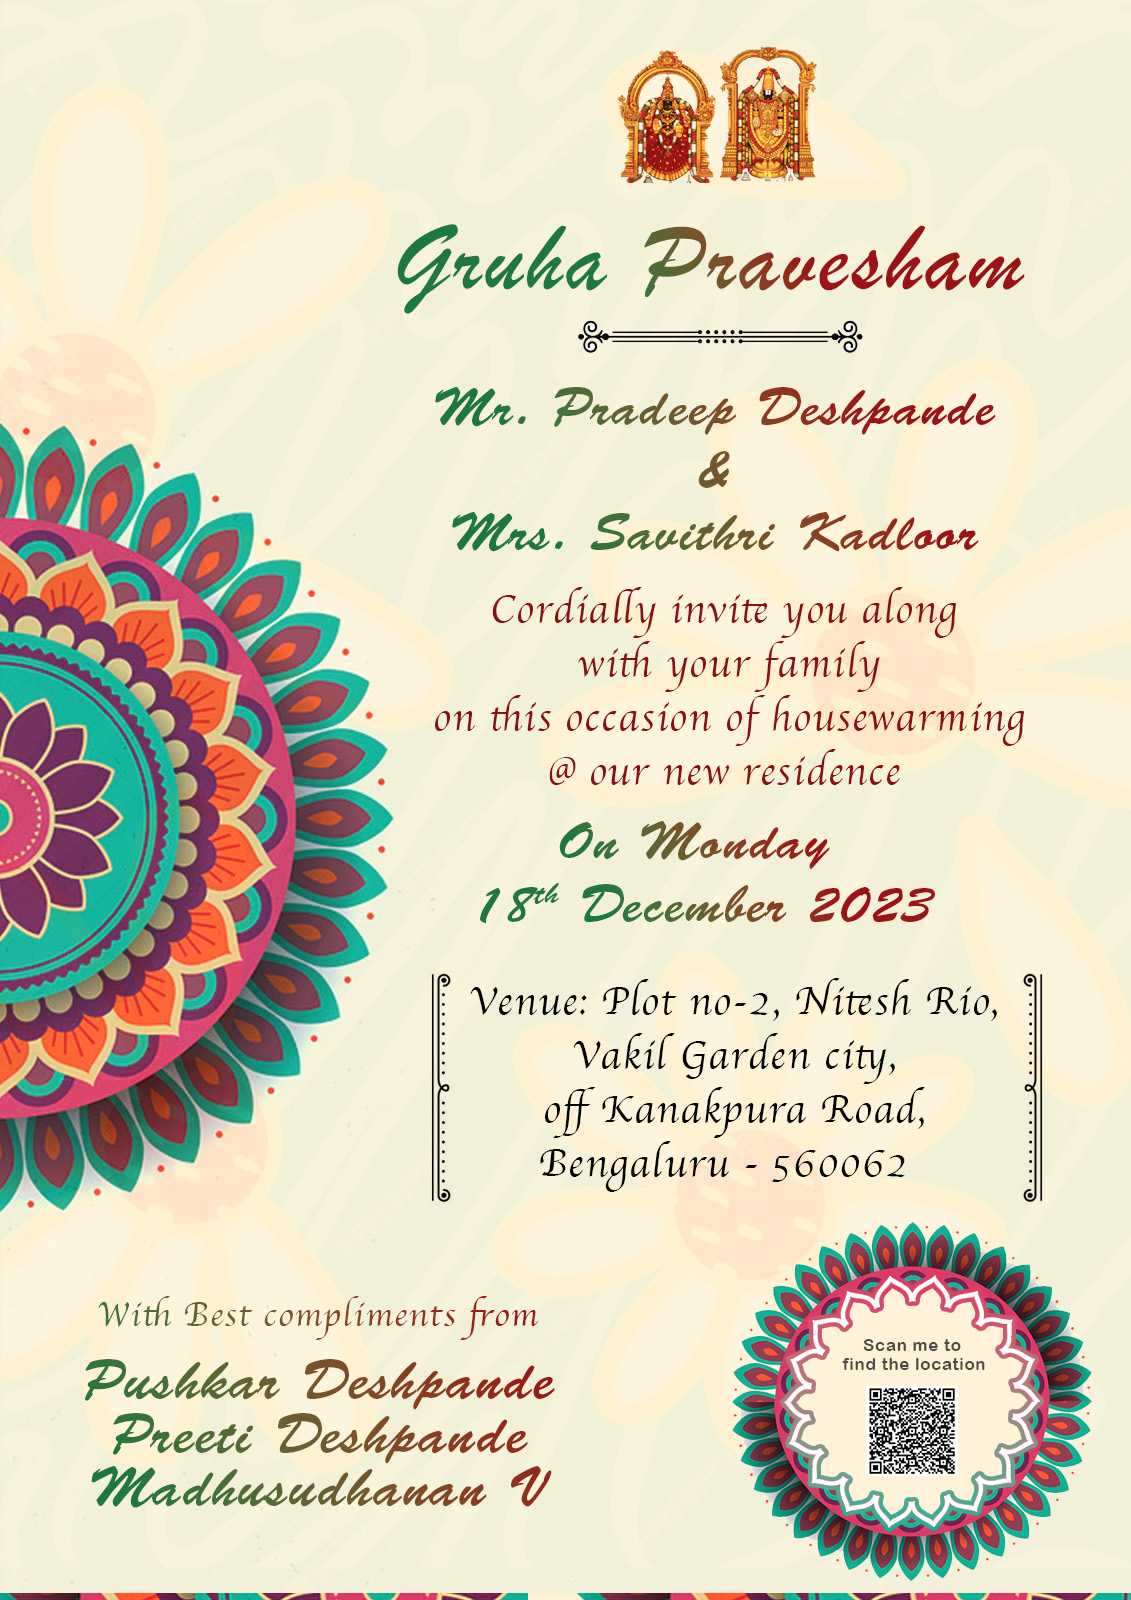 Gruha Pravesham
Mr. Pradeep Deshpande
&
Mrs. Savithri Kadloor
Cordially invite you along
with your family
on this occasion of housewarming
@ our new residence
On Monday
18th December 2023
Venue: Plot no-2, Nitesh Rio,
Vakil Garden city,
off Kanakpura Road,
Bengaluru - 560062
With Best compliments from
Pushkar Deshpande
Preeti Deshpande
Madhusudhanan V
Scan me to
find the location